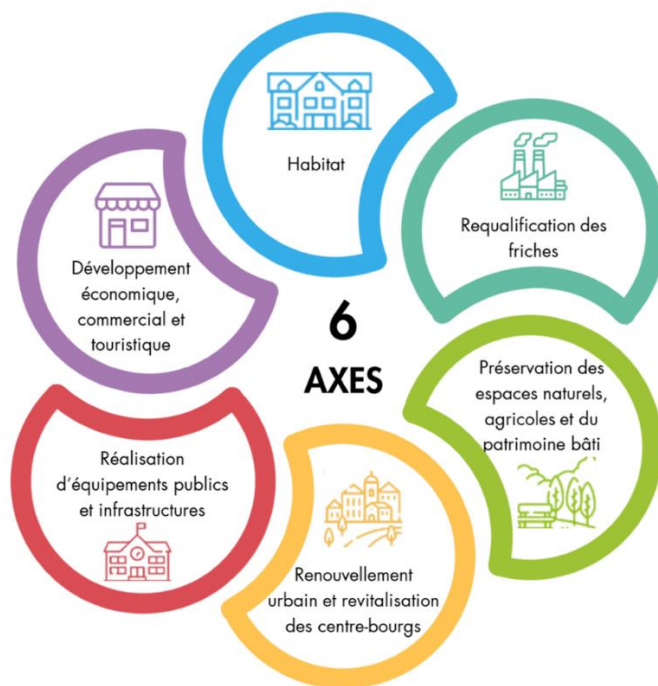 Habitat
Requalification des
friches
Préservation des
espaces naturels,
agricoles et du
patrimoine bâti
Renouvellement
urbain et revitalisation
des centre-bourgs
Réalisation
d'équipements publics
et infrastructures
Développement
économique,
commercial et
touristique
6
AXES